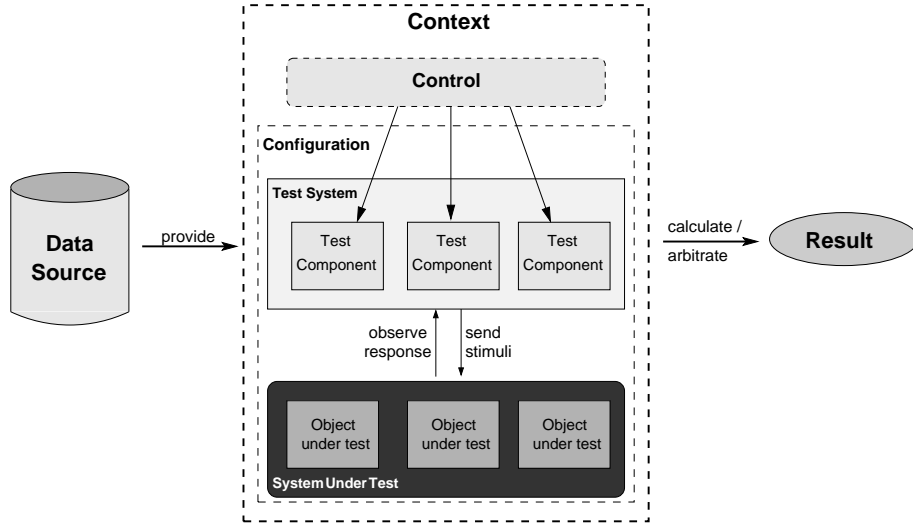 Context
Control
Configuration
Test System
Test
Component
Test
Component
Test
Component
Data
Source
provide
calculate /
arbitrate
Result
observe
response
send
stimuli
Object
under test
Object
under test
Object
under test
System Under Test